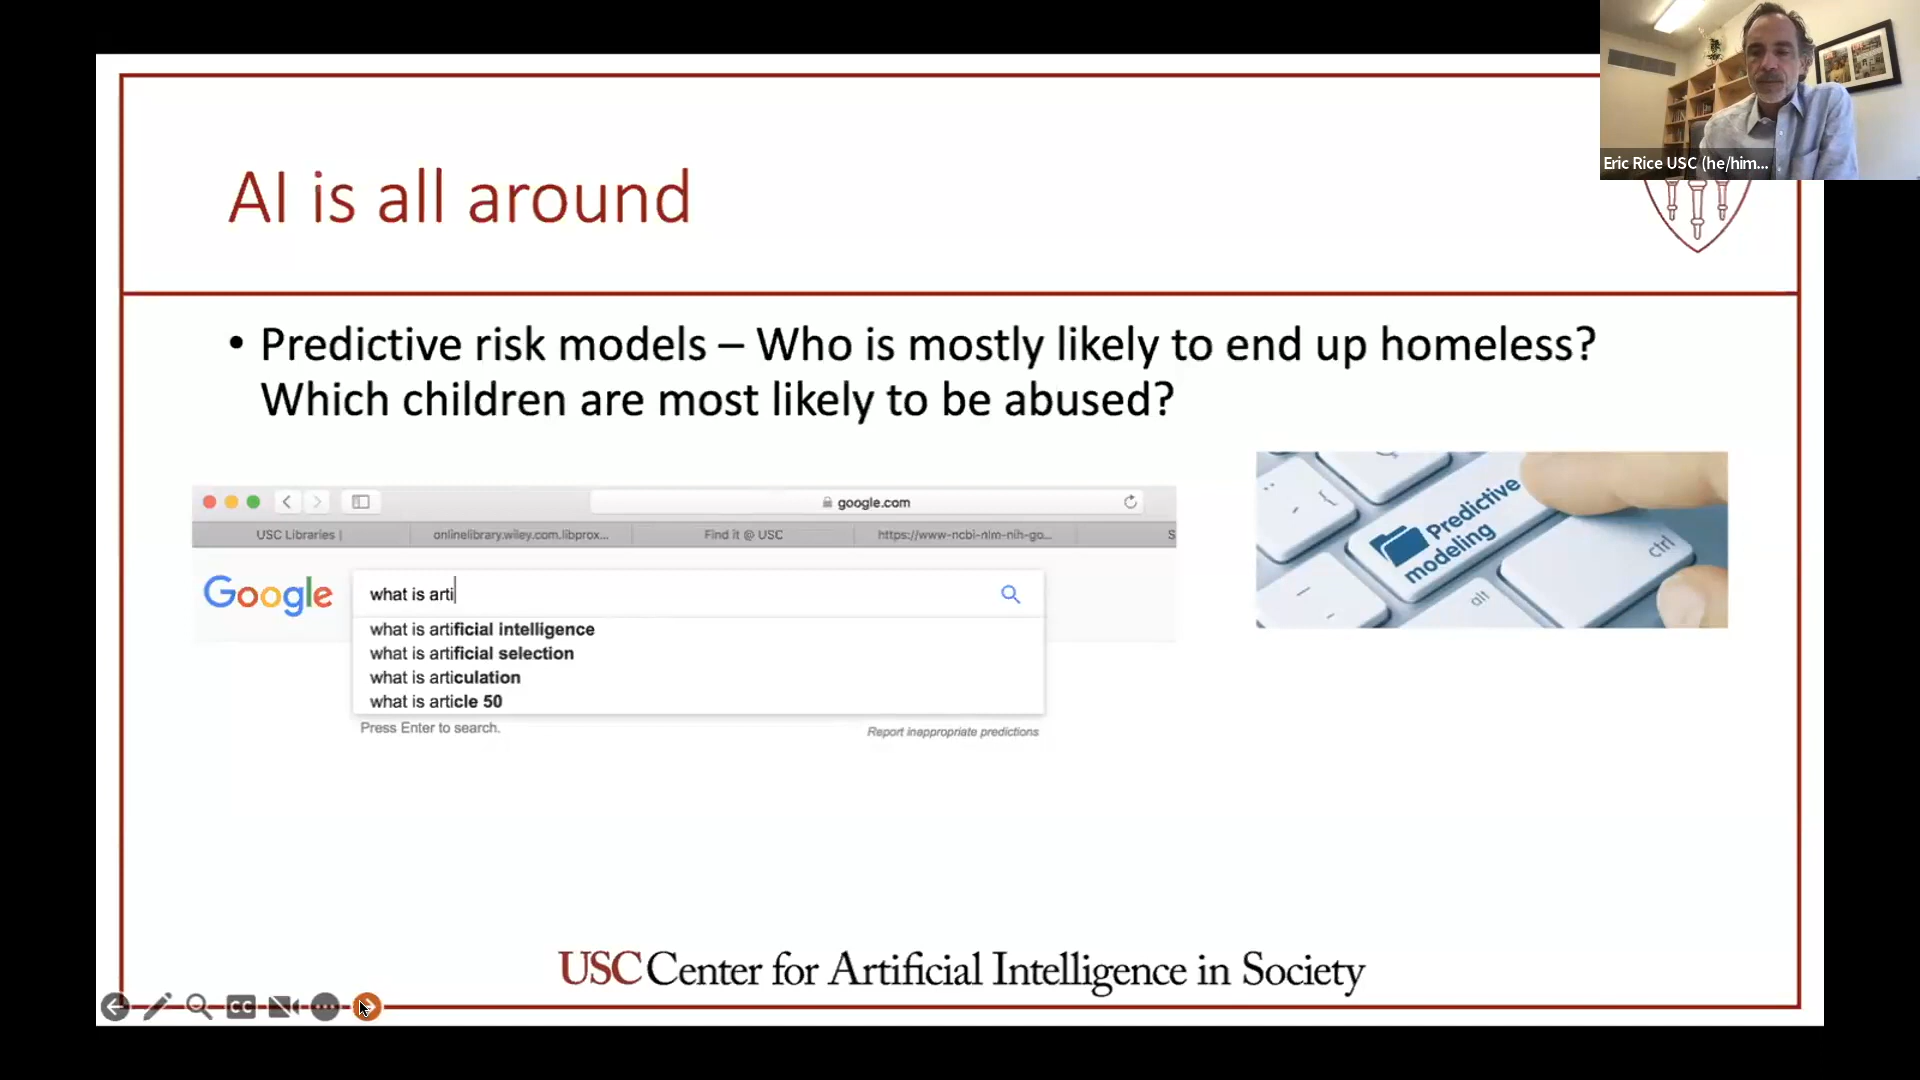 Eric Rice USC (he/him...
AI is all around
• Predictive risk models – Who is mostly likely to end up homeless?
Which children are most likely to be abused?
google.com
USC Libraries |
onlinelibrary.wiley.com.libprox...
Find it @ USC
https://www-ncbi-nlm-nih-go...
S
Google
what is arti
what is artificial intelligence
what is artificial selection
what is articulation
what is article 50
Press Enter to search.
Report inappropriate predictions
Predictive
modeling
ctrl
alt
USC Center for Artificial Intelligence in Society
CC